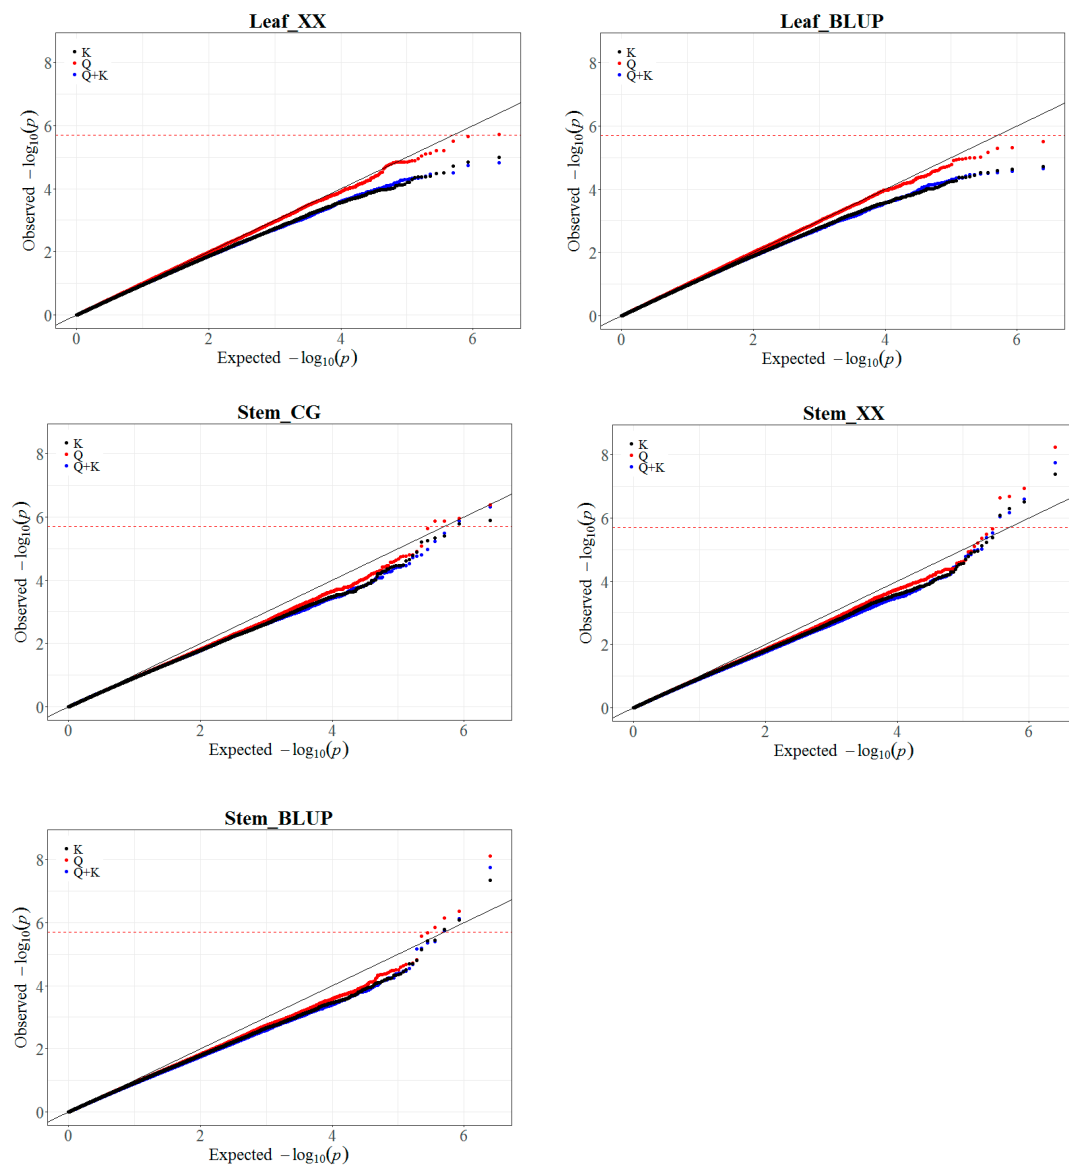 Leaf_XX
K
Q
Q+K
8
6
4
2
0
Observed −log10(p)
0 2 4 6
Expected −log10(p)
Leaf_BLUP
K
Q
Q+K
8
6
4
2
0
Observed −log10(p)
0 2 4 6
Expected −log10(p)
Stem_CG
K
Q
Q+K
8
6
4
2
0
Observed −log10(p)
0 2 4 6
Expected −log10(p)
Stem_XX
K
Q
Q+K
8
6
4
2
0
Observed −log10(p)
0 2 4 6
Expected −log10(p)
Stem_BLUP
K
Q
Q+K
8
6
4
2
0
Observed −log10(p)
0 2 4 6
Expected −log10(p)